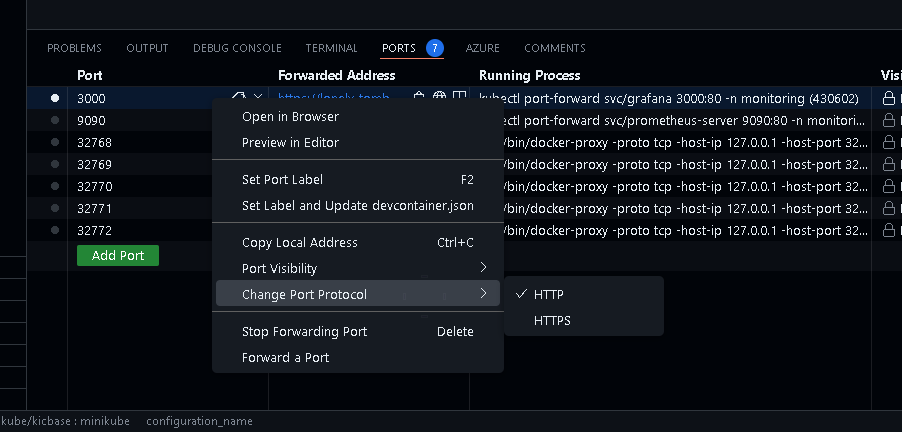 PROBLEMS OUTPUT DEBUG CONSOLE TERMINAL PORTS 7 AZURE COMMENTS
Port Forwarded Address Running Process
3000 kubectl port-forward svc/grafana 3000:80 -n monitoring (430602)
9090 port-forward svc/prometheus-server 9090:80 -n monitori...
32768 /bin/docker-proxy -proto tcp -host-ip 127.0.0.1 -host-port 32...
32769 /bin/docker-proxy -proto tcp -host-ip 127.0.0.1 -host-port 32...
32770 /bin/docker-proxy -proto tcp -host-ip 127.0.0.1 -host-port 32...
32771 /bin/docker-proxy -proto tcp -host-ip 127.0.0.1 -host-port 32...
32772 /bin/docker-proxy -proto tcp -host-ip 127.0.0.1 -host-port 32...
Add Port
Open in Browser
Preview in Editor
Set Port Label F2
Set Label and Update devcontainer.json
Copy Local Address Ctrl+C
Port Visibility
Change Port Protocol
HTTP
HTTPS
Stop Forwarding Port Delete
Forward a Port
kube/kicbase : minikube configuration_name